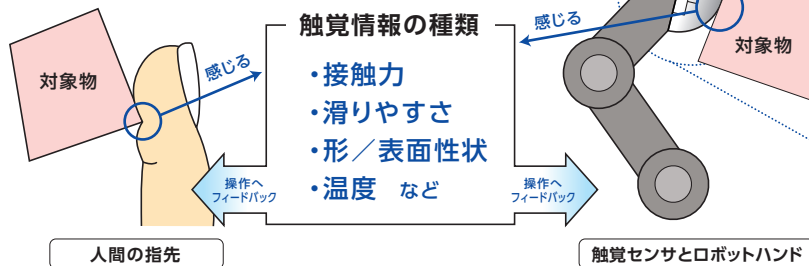 触覚情報の種類
対象物
感じる
・接触力
・滑りやすさ
・形／表面性状
・温度 など
感じる
対象物
操作へ
フィードバック
操作へ
フィードバック
人間の指先
触覚センサとロボットハンド